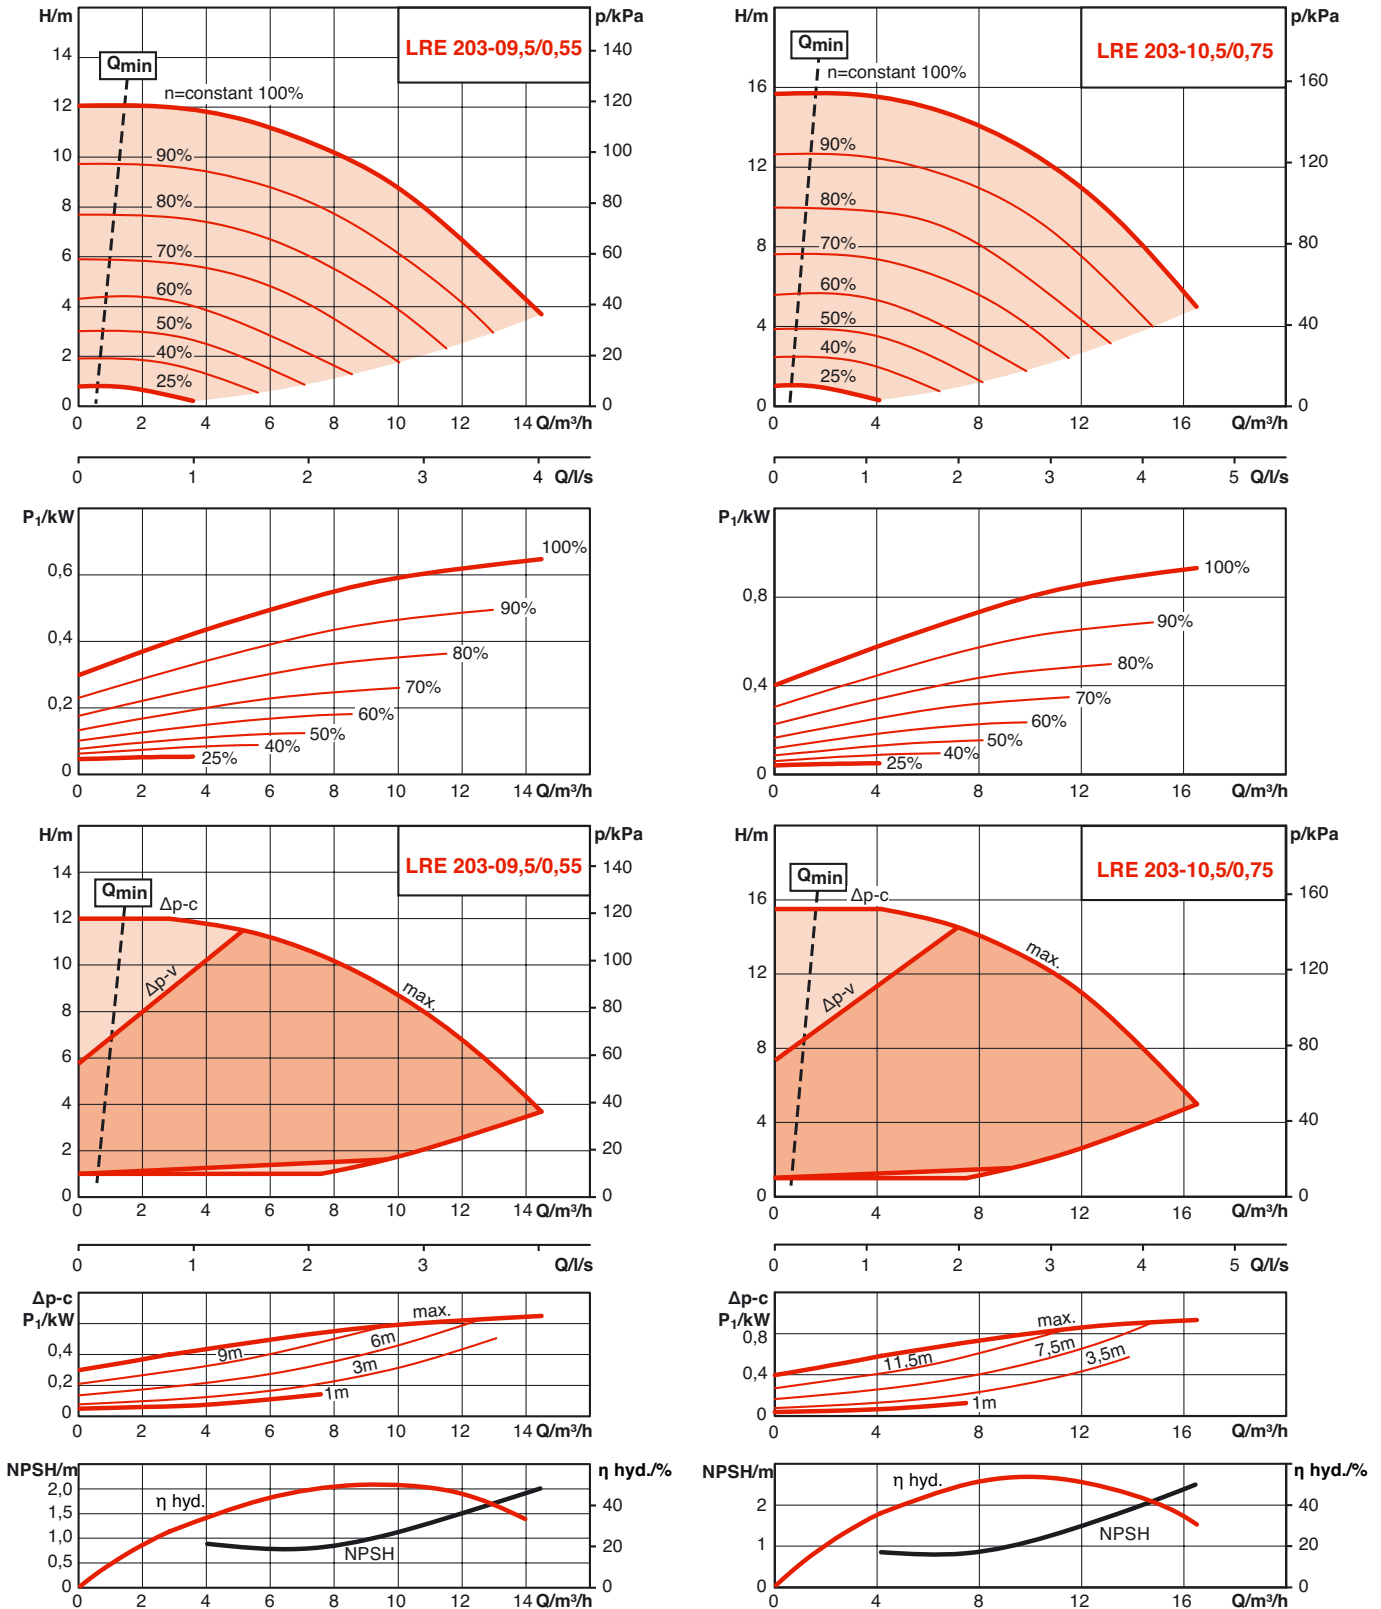 H/m
p/kPa
LRE 203-09,5/0,55
Qmin
n=constant 100%
90%
80%
70%
60%
50%
40%
25%
14
12
10
8
6
4
2
0
140
120
100
80
60
40
20
0
0 2 4 6 8 10 12 14 Q/m³/h
0 1 2 3 4 Q/l/s
P1/kW
0,6
0,4
0,2
0
100%
90%
80%
70%
60%
50%
40%
25%
0 2 4 6 8 10 12 14 Q/m³/h
H/m
p/kPa
LRE 203-09,5/0,55
Qmin
Δp-c
Δp-v
max.
14
12
10
8
6
4
2
0
140
120
100
80
60
40
20
0
0 2 4 6 8 10 12 14 Q/m³/h
0 1 2 3 Q/l/s
Δp-c
P1/kW
0,4
0,2
0
max.
9m
6m
3m
1m
0 2 4 6 8 10 12 14 Q/m³/h
NPSH/m
η hyd./%
2,0
1,5
1,0
0,5
0
η hyd.
NPSH
40
20
0
0 2 4 6 8 10 12 14 Q/m³/h
H/m
p/kPa
LRE 203-10,5/0,75
Qmin
n=constant 100%
90%
80%
70%
60%
50%
40%
25%
16
12
8
4
0
160
120
80
40
0
0 4 8 12 16 Q/m³/h
0 1 2 3 4 5 Q/l/s
P1/kW
0,8
0,4
0
100%
90%
80%
70%
60%
50%
40%
25%
0 4 8 12 16 Q/m³/h
H/m
p/kPa
LRE 203-10,5/0,75
Qmin
Δp-c
Δp-v
max.
16
12
8
4
0
160
120
80
40
0
0 4 8 12 16 Q/m³/h
0 1 2 3 4 5 Q/l/s
Δp-c
P1/kW
0,8
0,4
0
max.
11,5m
7,5m
3,5m
1m
0 4 8 12 16 Q/m³/h
NPSH/m
η hyd./%
2
1
0
η hyd.
NPSH
40
20
0
0 4 8 12 16 Q/m³/h